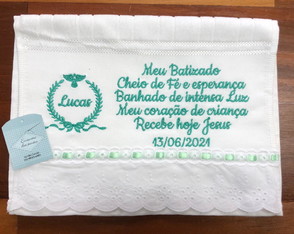 Lucas
Meu Batizado
Cheio de Fé e esperança
Banhado de intensa Luz
Meu coração de criança
Recebe hoje Jesus
13/06/2021